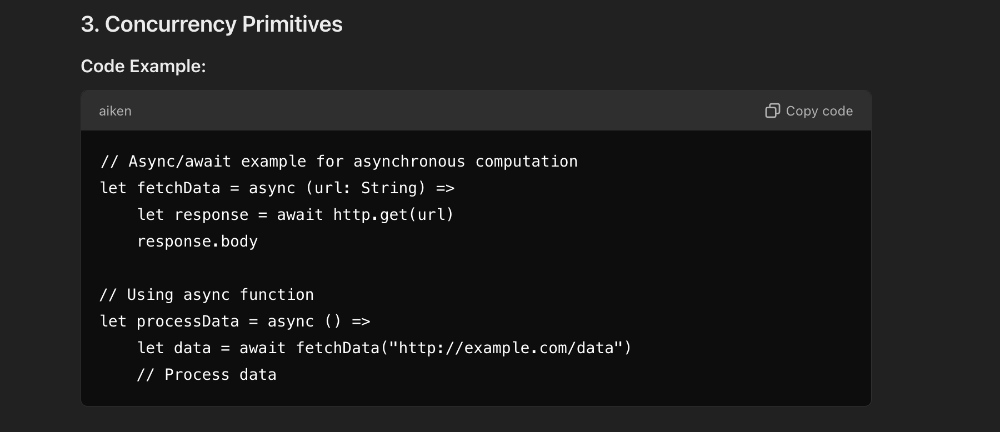 3. Concurrency Primitives
Code Example:
aiken
Copy code
// Async/await example for asynchronous computation
let fetchData = async (url: String) =>
    let response = await http.get(url)
    response.body
// Using async function
let processData = async () =>
    let data = await fetchData("http://example.com/data")
    // Process data